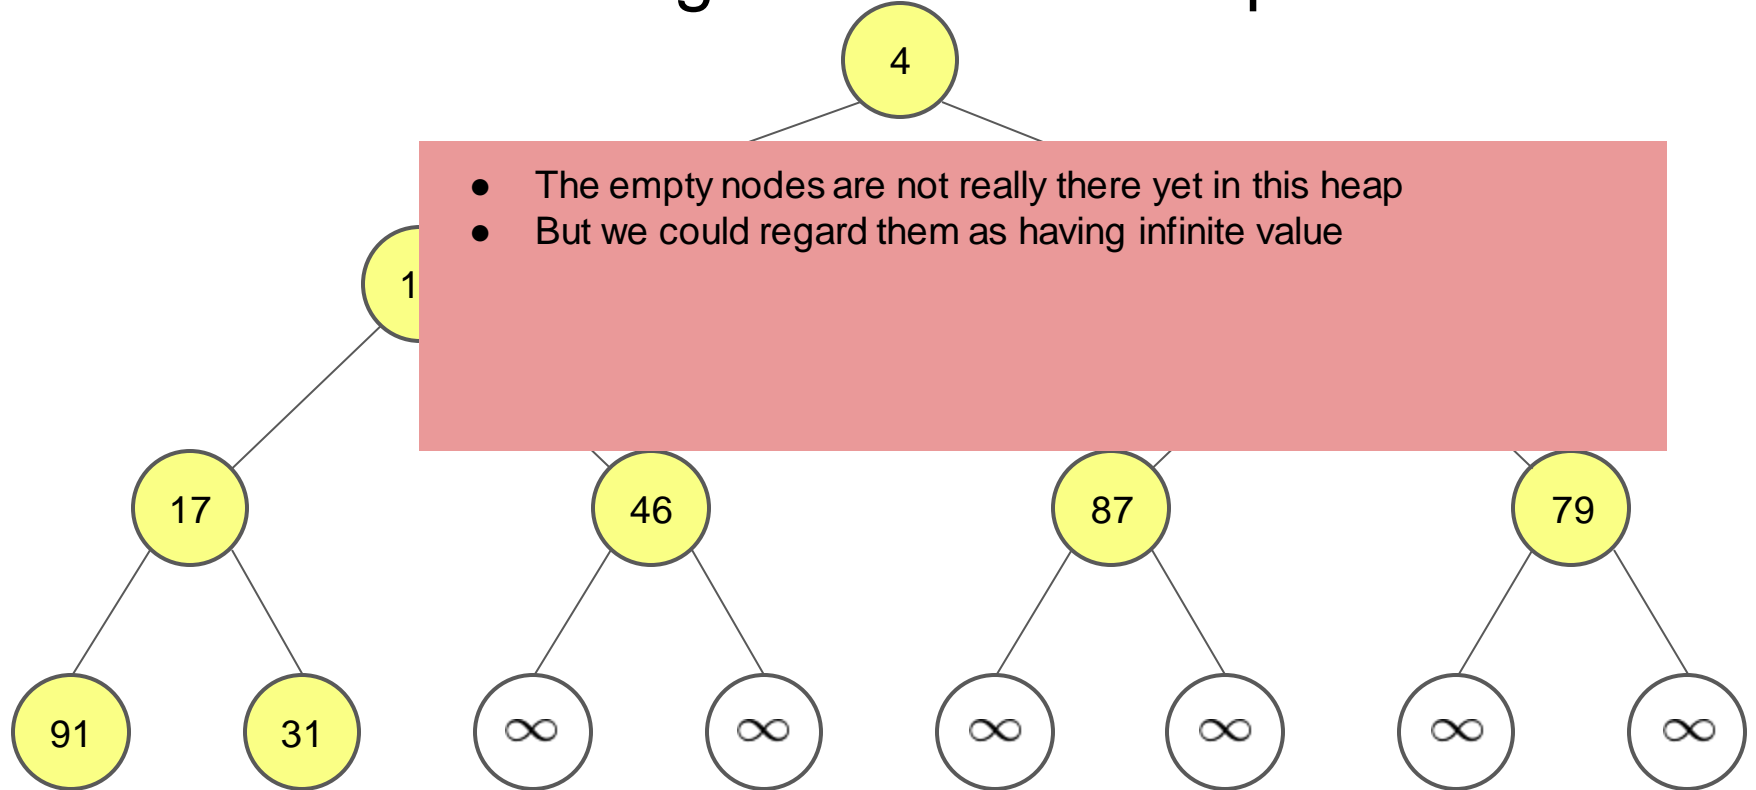 4
● The empty nodes are not really there yet in this heap
● But we could regard them as having infinite value
17 46 87 79
91 31 ∞ ∞ ∞ ∞ ∞ ∞